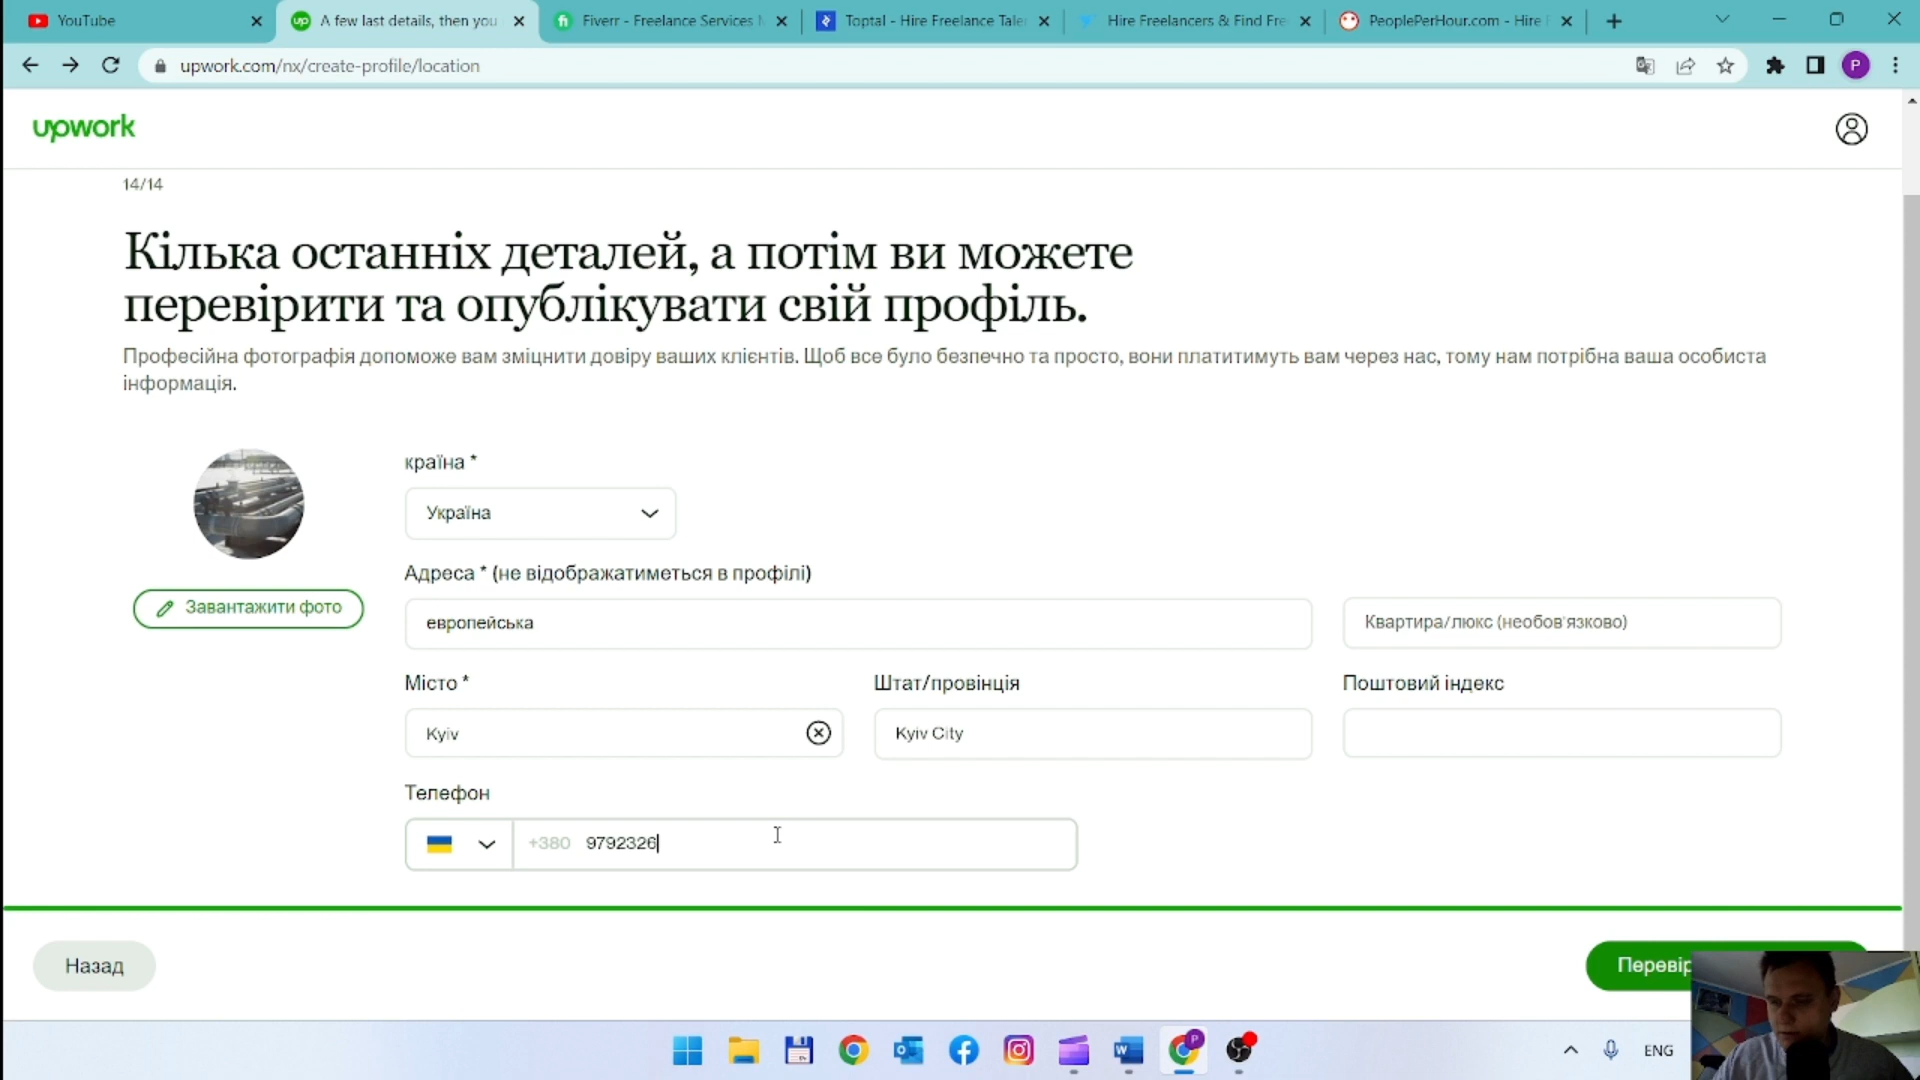 YouTube
A few last details, then you
Fiverr - Freelance Services
Toptal - Hire Freelance Tale
Hire Freelancers & Find Fre
PeoplePerHour.com - Hire
upwork.com/nx/create-profile/location
P
upwork
14/14
Кілька останніх деталей, а потім ви можете
перевірити та опублікувати свій профіль.
Професійна фотографія допоможе вам зміцнити довіру ваших клієнтів. Щоб все було безпечно та просто, вони платитимуть вам через нас, тому нам потрібна ваша особиста
інформація.
країна *
Україна
Адреса * (не відображатиметься в профілі)
Завантажити фото
европейська
Квартира/люкс (необов'язково)
Місто *
Штат/провінція
Поштовий індекс
Kyiv
Kyiv City
Телефон
+380 9792326
Назад
Перевір
ENG